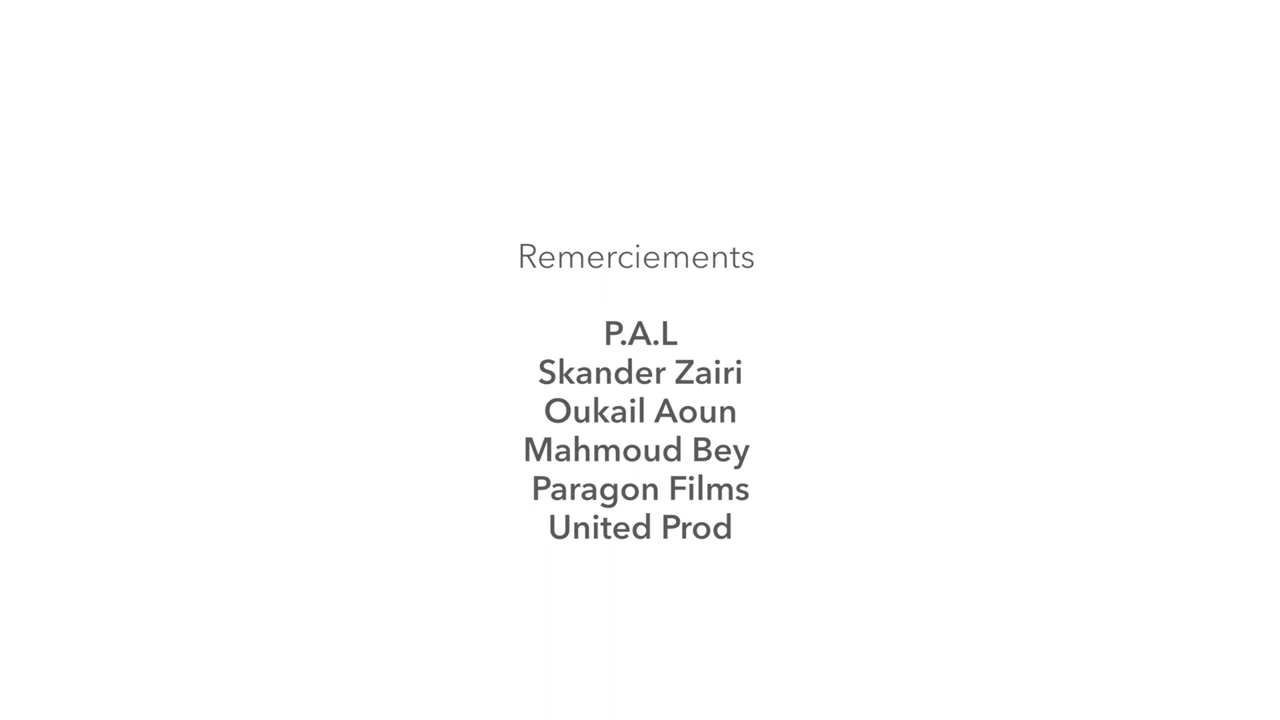 Remerciements
P.A.L
Skander Zairi
Oukail Aoun
Mahmoud Bey
Paragon Films
United Prod